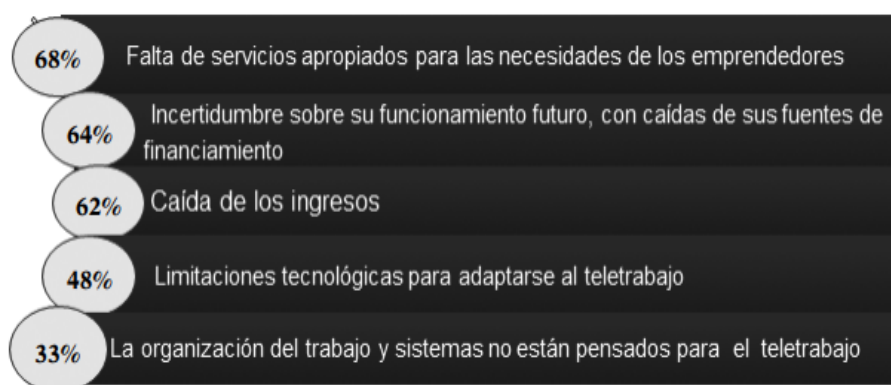 68% Falta de servicios apropiados para las necesidades de los emprendedores
64% Incertidumbre sobre su funcionamiento futuro, con caídas de sus fuentes de
financiamiento
62% Caída de los ingresos
48% Limitaciones tecnológicas para adaptarse al teletrabajo
33% La organización del trabajo y sistemas no están pensados para el teletrabajo